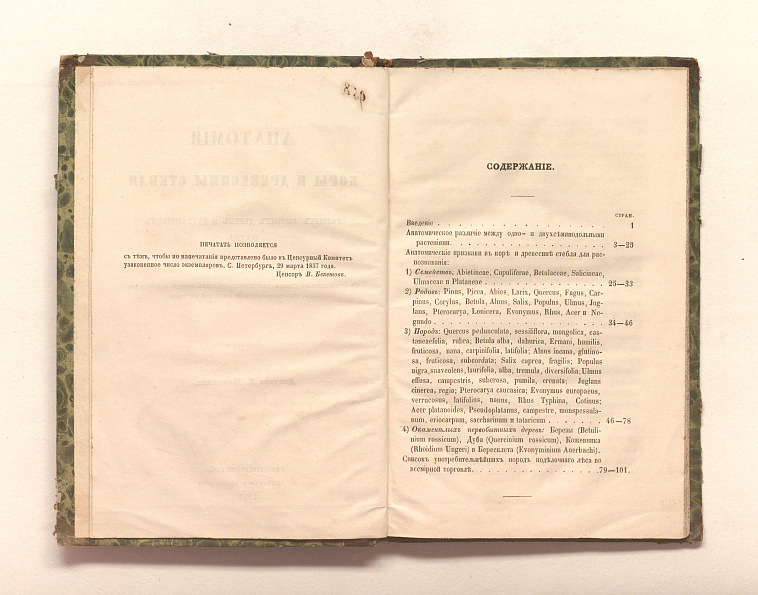 ПЕЧАТАТЬ ПОЗВОЛЯЕТСЯ
съ тѣмъ, чтобы по напечатаніи представлено было въ Ценсурный Комитетъ
узаконенное число экземпляровъ. С. Петербургъ, 29 марта 1857 года.
Ценсоръ В. Бекетовъ.
СОДЕРЖАНІЕ.
СТРАН.
Введеніе 1
Анатомическое различіе между одно- и двухсѣмянодольными
растеніями. 3—23
Анатомическіе признаки въ корѣ и древесинѣ стебля для рас-
познаванія:
1) Семействъ, Abietineae, Cupuliferae, Betulaceae, Salicineae,
Ulmaceae и Plataneae. 25—33
2) Родовъ: Pinus, Picea, Abies, Larix, Quercus, Fagus, Car-
pinus, Corylus, Betula, Alnus, Salix, Populus, Ulmus, Jug-
lans, Pterocarya, Lonicera, Evonymus, Rhus, Acer и Ne-
gundo 34—46
3) Породъ: Quercus pedunculata, sessiliflora, mongolica, cas-
taneaefolia, rubra; Betula alba, dahurica, Ermani, humilis,
fruticosa, nana, carpinifolia, latifolia; Alnus incana, glutino-
sa, fruticosa, subcordata; Salix caprea, fragilis; Populus
nigra, suaveolens, laurifolia, alba, tremula, diversifolia; Ulmus
effusa, campestris, suberosa, pumila, crenata; Juglans
cinerea, regia; Pterocarya caucasica; Evonymus europaeus,
verrucosus, latifolius, nanus, Rhus Typhina, Cotinus;
Acer platanoides, Pseudoplatanus, campestre, monspessula-
num, eriocarpum, saccharinum и tataricum 46—78
4) Окаменѣлыхъ первобытныхъ деревъ: Березы (Betuli-
nium rossicum), Дуба (Quercinium rossicum), Кожевника
(Rhoidium Ungeri) и Бересклета (Evonyminium Auerbachi).
Списокъ употребительнѣйшихъ породъ подѣлочнаго лѣса во
всемірной торговлѣ. 79—101.